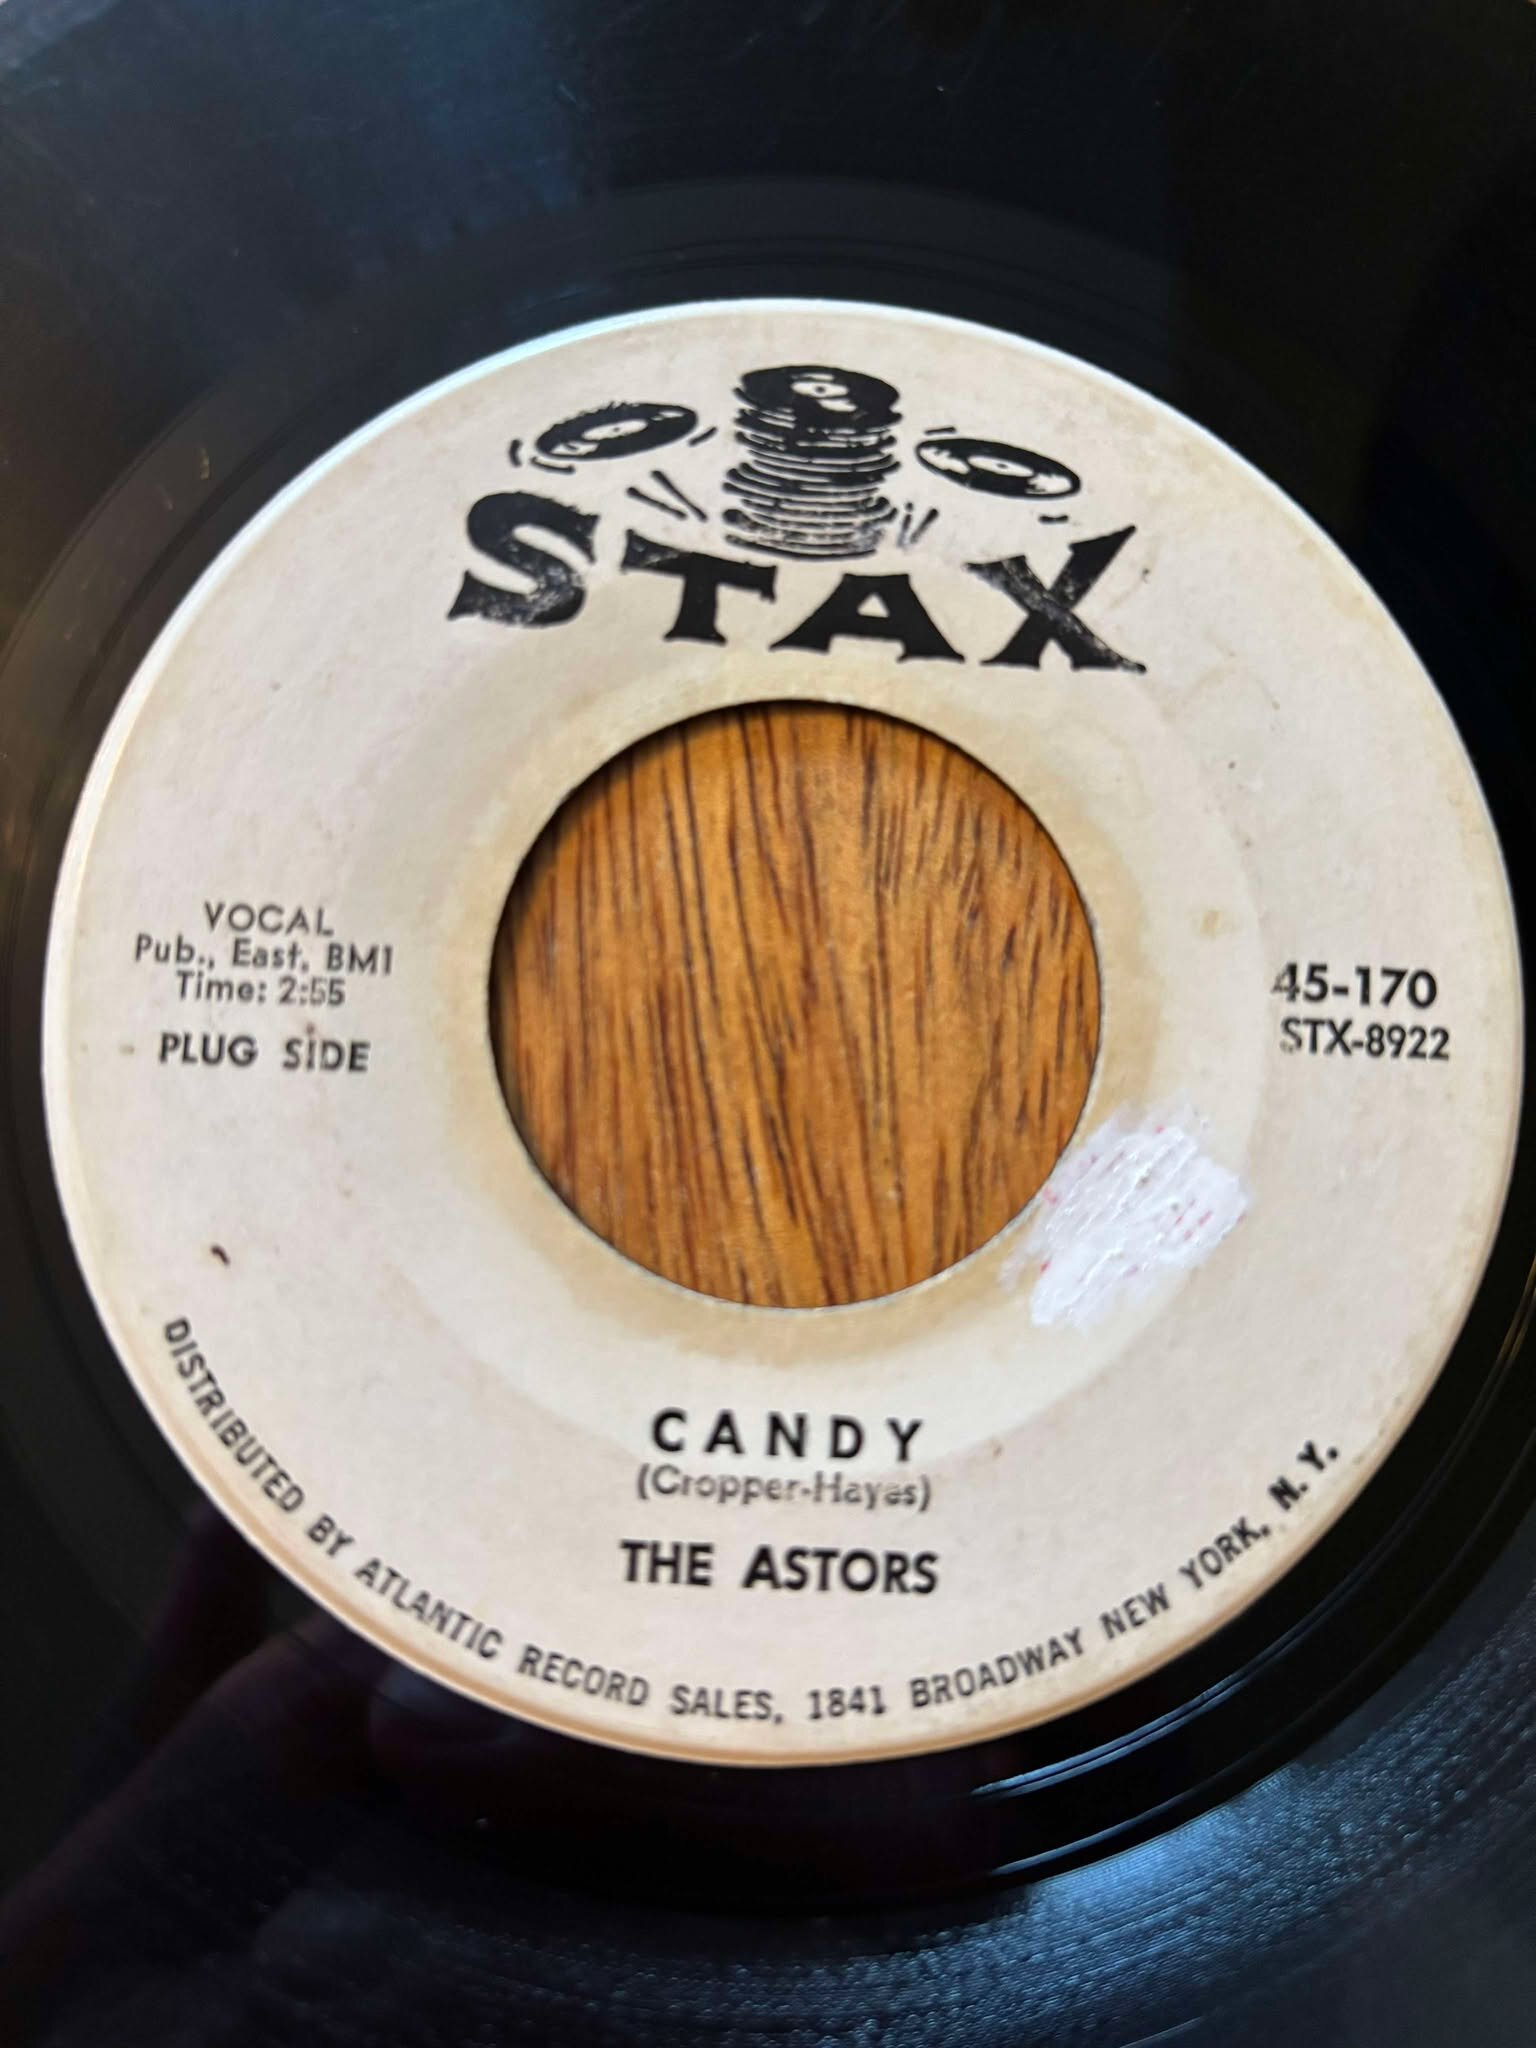 STAX
VOCAL
Pub., East, BMI
Time: 2:55
PLUG SIDE
45-170
STX-8922
CANDY
(Cropper-Hayes)
THE ASTORS
DISTRIBUTED BY ATLANTIC RECORD SALES, 1841 BROADWAY NEW YORK, N. Y.